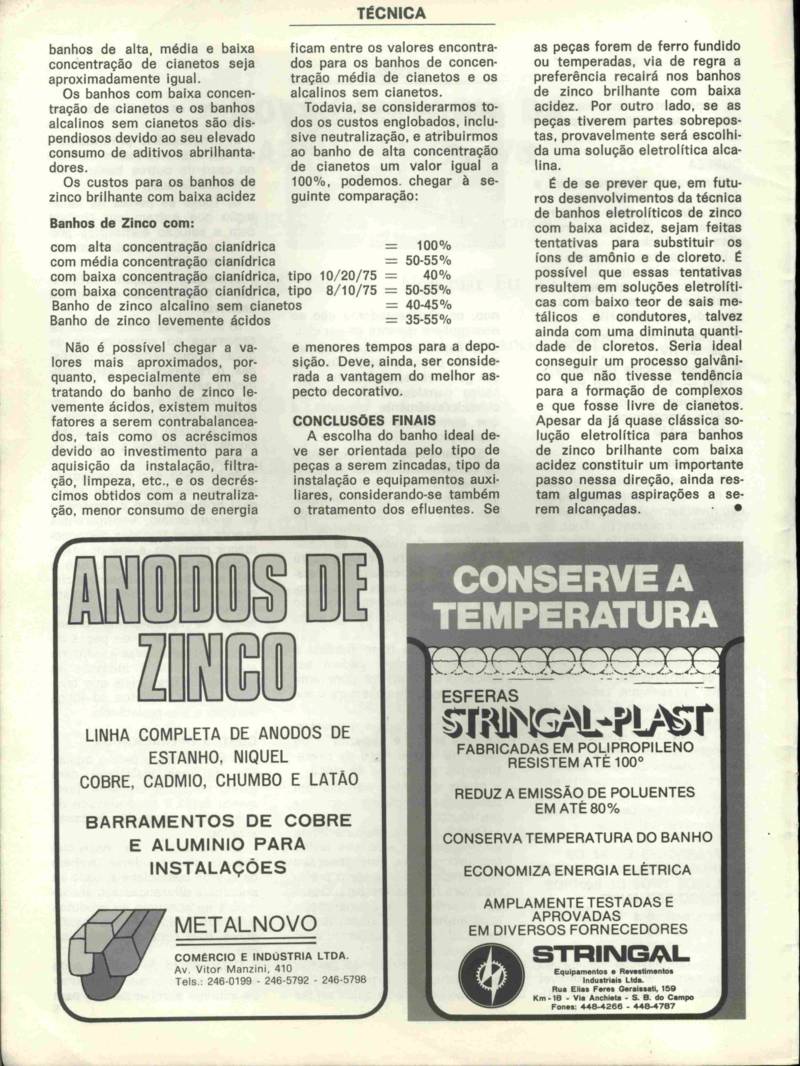 TÉCNICA
banhos de alta, média e baixa
concentração de cianetos seja
aproximadamente igual.
Os banhos com baixa concen-
tração de cianetos e os banhos
alcalinos sem cianetos são dis-
pendiosos devido ao seu elevado
consumo de aditivos abrilhanta-
dores.
Os custos para os banhos de
zinco brilhante com baixa acidez
ficam entre os valores encontra-
dos para os banhos de concen-
tração média de cianetos e os
alcalinos sem cianetos.
Todavia, se considerarmos to-
dos os custos englobados, inclu-
sive neutralização, e atribuirmos
ao banho de alta concentração
de cianetos um valor igual a
100%, podemos. chegar à se-
guinte comparação:
Banhos de Zinco com:
com alta concentração cianídrica = 100%
com média concentração cianídrica = 50-55%
com baixa concentração cianídrica, tipo 10/20/75 = 40%
com baixa concentração cianídrica, tipo 8/10/75 = 50-55%
Banho de zinco alcalino sem cianetos = 40-45%
Banho de zinco levemente ácidos = 35-55%
Não é possível chegar a va-
lores mais aproximados, por-
quanto, especialmente em se
tratando do banho de zinco le-
vemente ácidos, existem muitos
fatores a serem contrabalancea-
dos, tais como os acréscimos
devido ao investimento para a
aquisição da instalação, filtra-
ção, limpeza, etc., e os decrés-
cimos obtidos com a neutraliza-
ção, menor consumo de energia
e menores tempos para a depo-
sição. Deve, ainda, ser conside-
rada a vantagem do melhor as-
pecto decorativo.
CONCLUSÕES FINAIS
A escolha do banho ideal de-
ve ser orientada pelo tipo de
peças a serem zincadas, tipo da
instalação e equipamentos auxi-
liares, considerando-se também
o tratamento dos efluentes. Se
as peças forem de ferro fundido
ou temperadas, via de regra a
preferência recairá nos banhos
de zinco brilhante com baixa
acidez. Por outro lado, se as
peças tiverem partes sobrepos-
tas, provavelmente será escolhi-
da uma solução eletrolítica alca-
lina.
É de se prever que, em futu-
ros desenvolvimentos da técnica
de banhos eletrolíticos de zinco
com baixa acidez, sejam feitas
tentativas para substituir os
íons de amônio e de cloreto. É
possível que essas tentativas
resultem em soluções eletrolíti-
cas com baixo teor de sais me-
tálicos e condutores, talvez
ainda com uma diminuta quanti-
dade de cloretos. Seria ideal
conseguir um processo galvâni-
co que não tivesse tendência
para a formação de complexos
e que fosse livre de cianetos.
Apesar da já quase clássica so-
lução eletrolítica para banhos
de zinco brilhante com baixa
acidez constituir um importante
passo nessa direção, ainda res-
tam algumas aspirações a se-
rem alcançadas. ●
ANODOS DE
ZINCO
LINHA COMPLETA DE ANODOS DE
ESTANHO, NIQUEL
COBRE, CADMIO, CHUMBO E LATÃO
BARRAMENTOS DE COBRE
E ALUMINIO PARA
INSTALAÇÕES
METALNOVO
COMÉRCIO E INDÚSTRIA LTDA.
Av. Vitor Manzini, 410
Tels.: 246-0199 - 246-5792 - 246-5798
CONSERVE A
TEMPERATURA
ESFERAS
STRINGAL-PLAST
FABRICADAS EM POLIPROPILENO
RESISTEM ATÉ 100°
REDUZ A EMISSÃO DE POLUENTES
EM ATÉ 80%
CONSERVA TEMPERATURA DO BANHO
ECONOMIZA ENERGIA ELÉTRICA
AMPLAMENTE TESTADAS E
APROVADAS
EM DIVERSOS FORNECEDORES
STRINGAL
Equipamentos e Revestimentos
Industriais Ltda.
Rua Elias Feres Geraissati, 159
Km - 18 - Via Anchieta - S. B. do Campo
Fones: 448-4266 - 448-4787